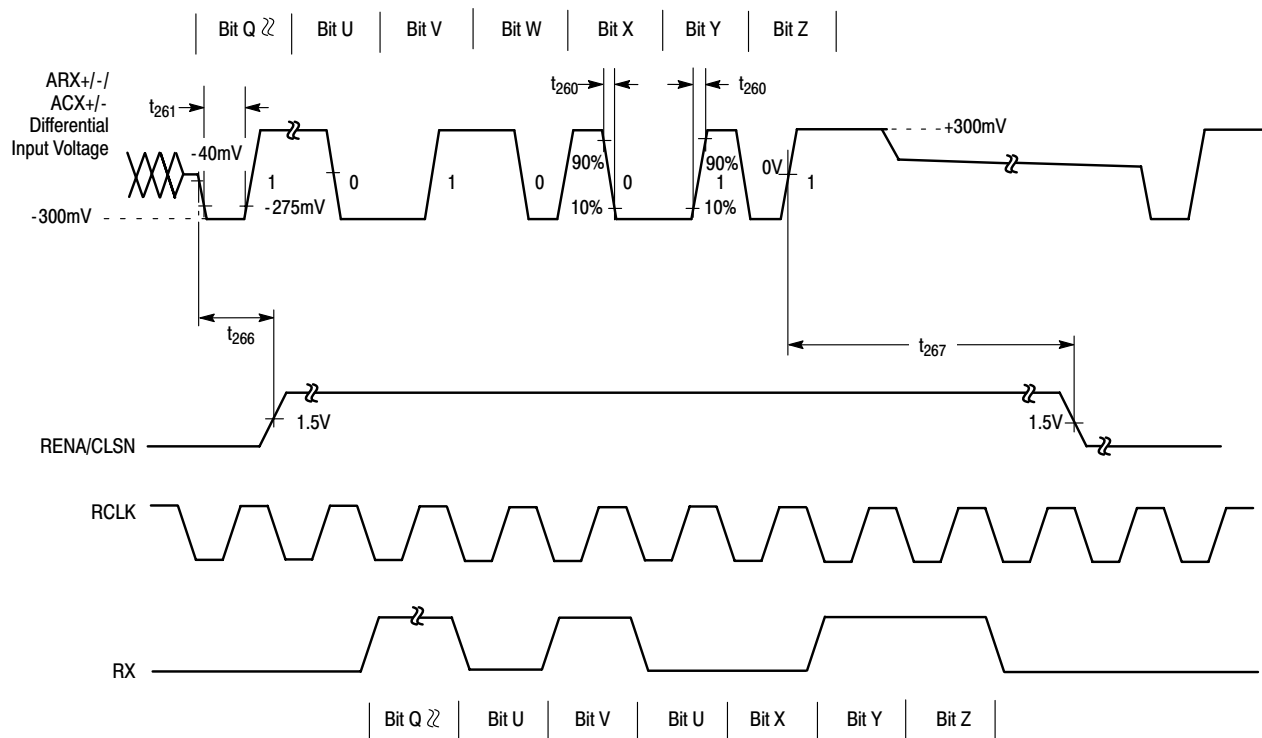 Bit Q Bit U Bit V Bit W Bit X Bit Y Bit Z
ARX+/-/
ACX+/-
Differential
Input Voltage
t261
t260
t260
-40mV
+300mV
90%
90%
0V
1
0
1
0
0
1
1
-300mV
-275mV
10%
10%
t266
t267
1.5V
1.5V
RENA/CLSN
RCLK
RX
Bit Q Bit U Bit V Bit U Bit X Bit Y Bit Z